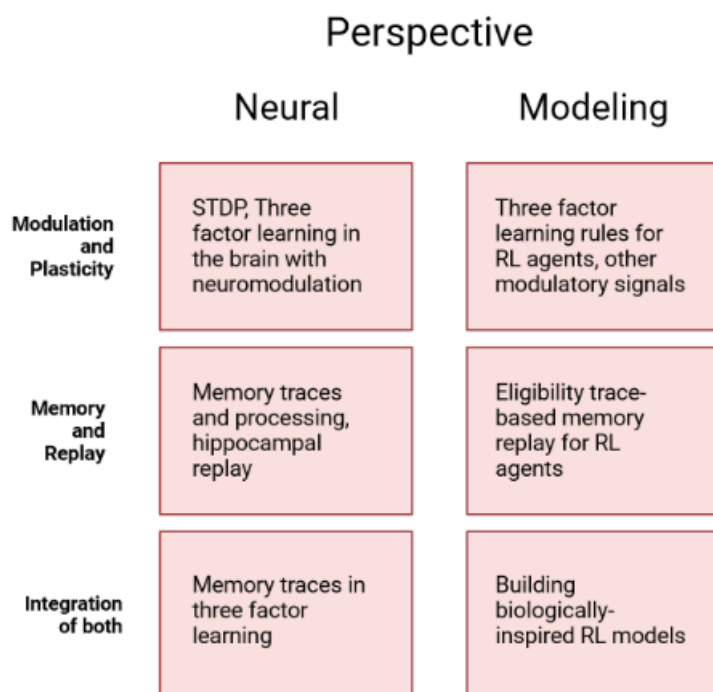 Perspective
Neural
Modeling
Modulation
and
Plasticity
STDP, Three
factor learning in
the brain with
neuromodulation
Three factor
learning rules for
RL agents, other
modulatory signals
Memory
and
Replay
Memory traces
and processing,
hippocampal
replay
Eligibility trace-
based memory
replay for RL
agents
Integration
of both
Memory traces in
three factor
learning
Building
biologically-
inspired RL models